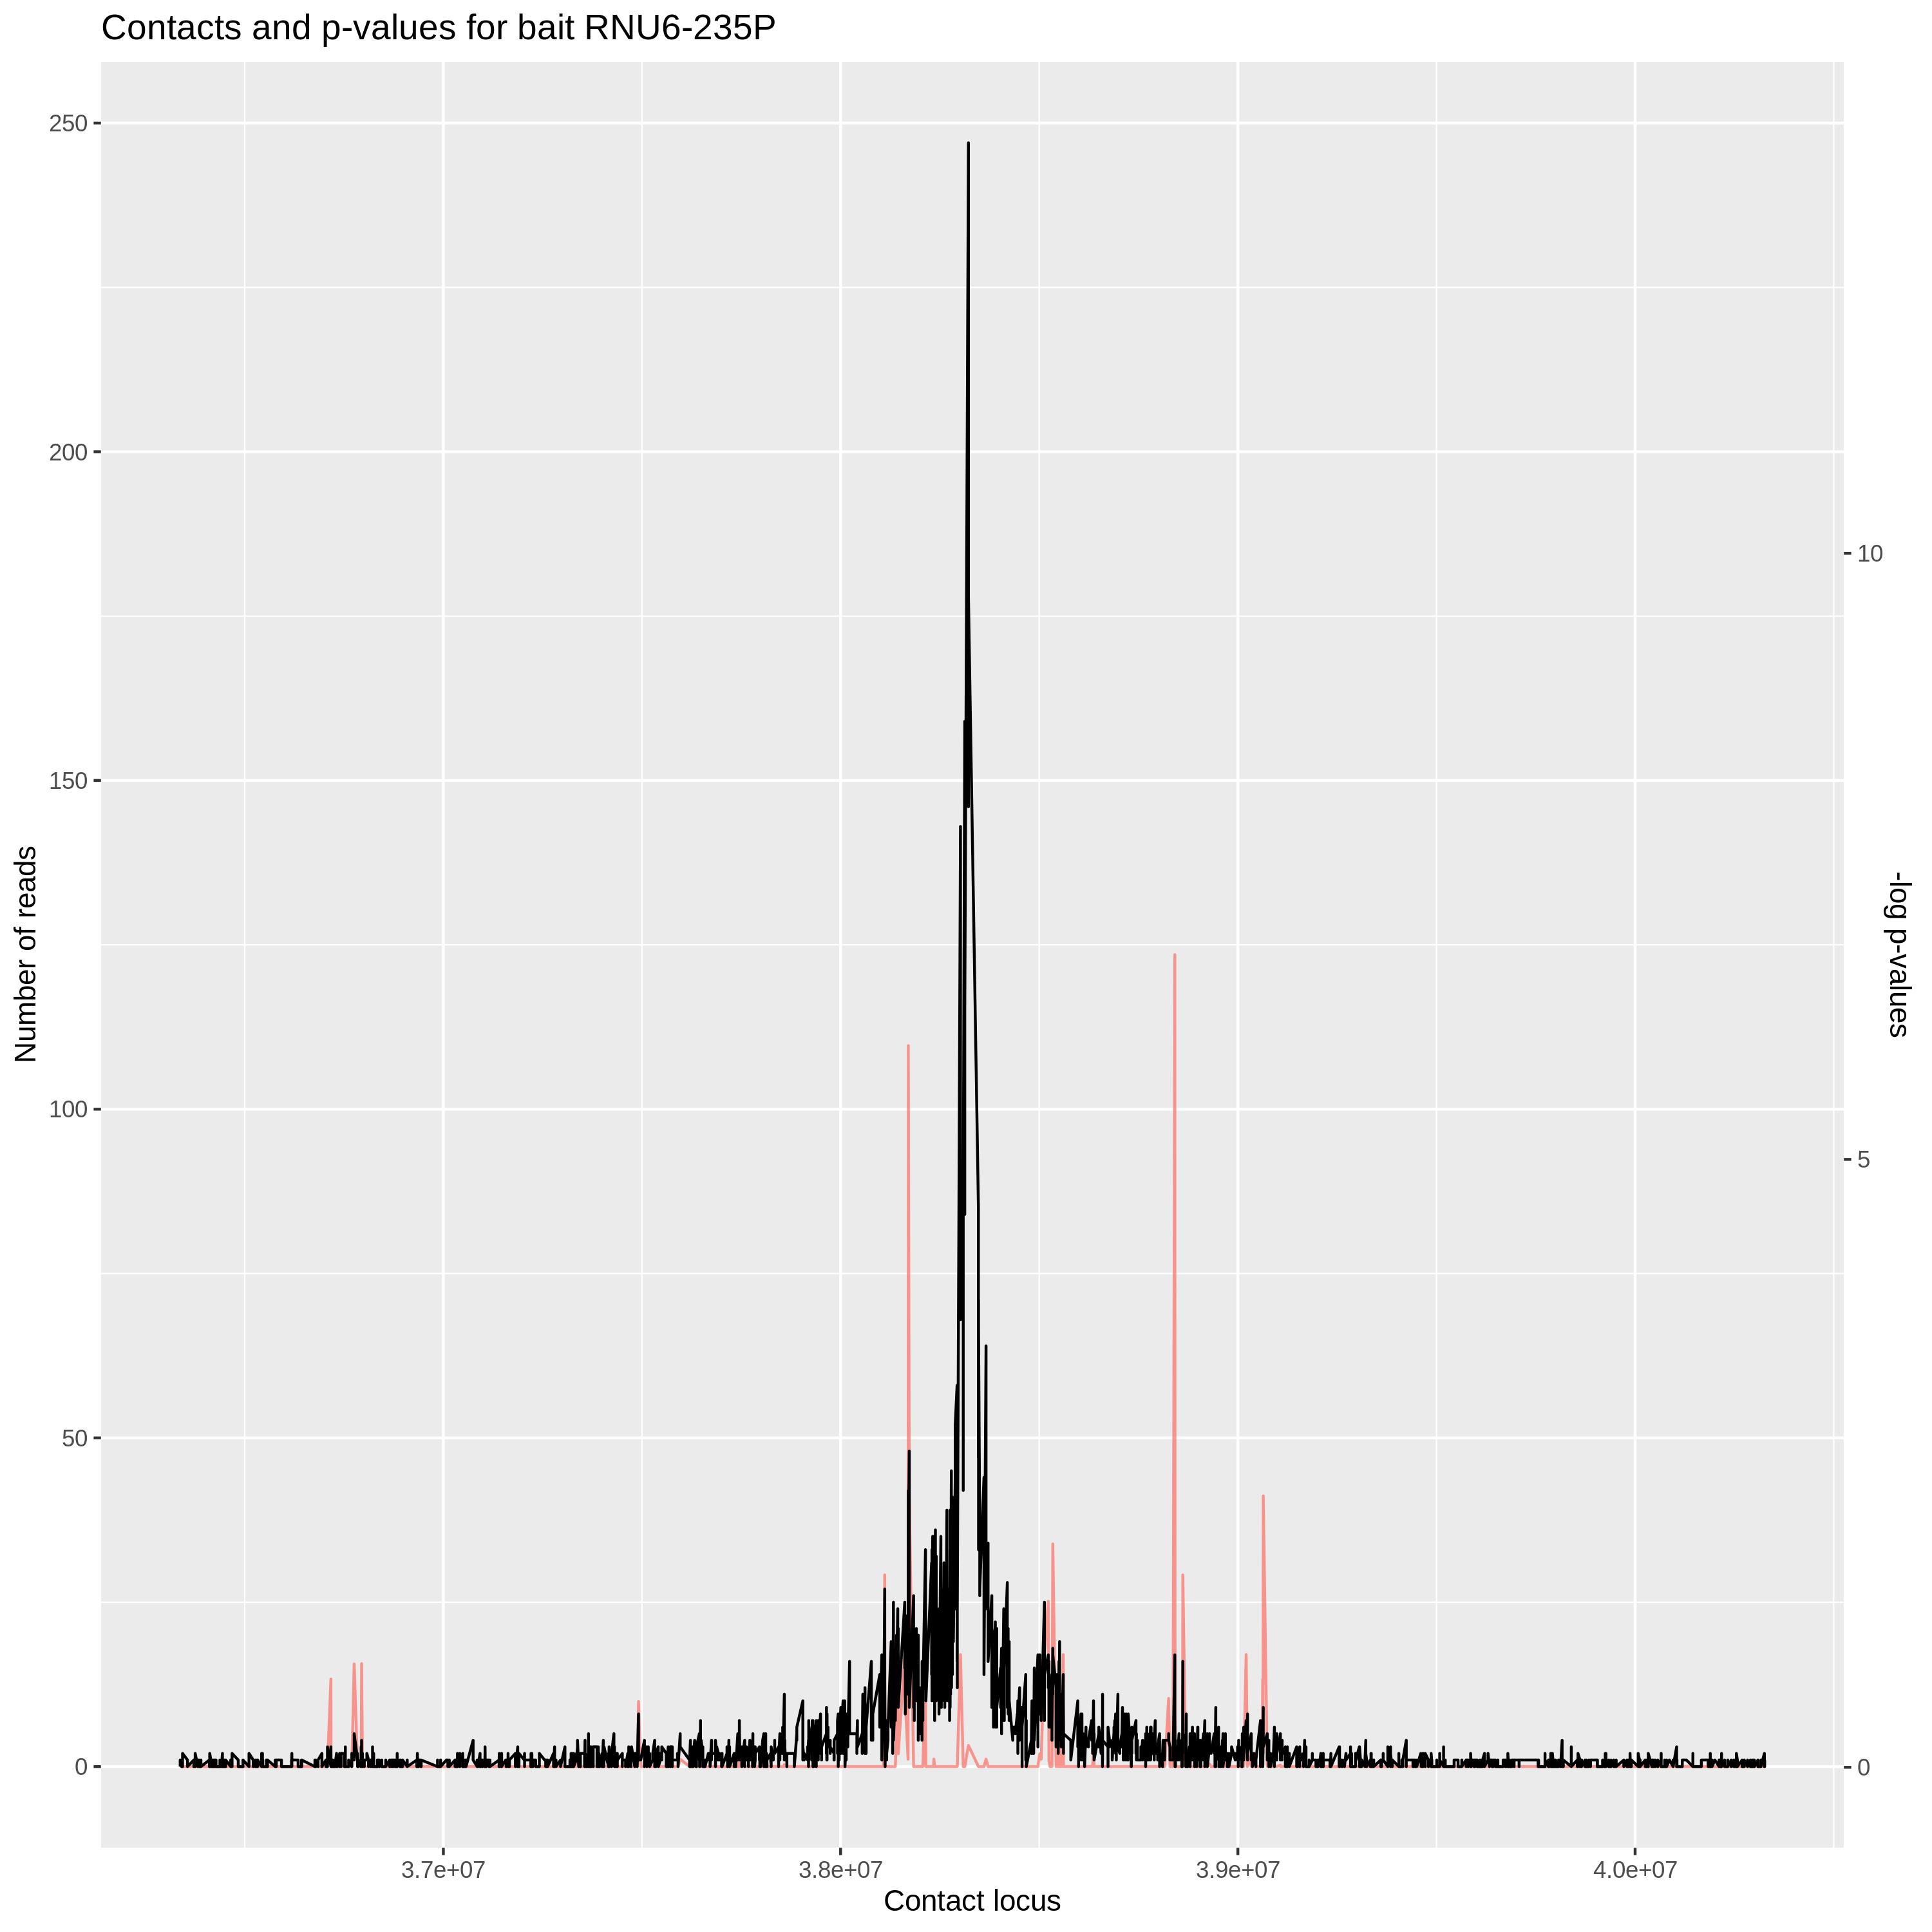 Contacts and p-values for bait RNU6-235P
250
200
150
100
50
0
Number of reads
10
5
0
-log p-values
3.7e+07 3.8e+07 3.9e+07 4.0e+07
Contact locus